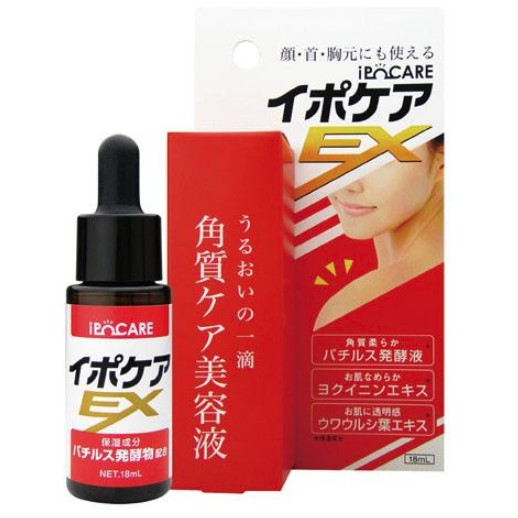 顔・首・胸元にも使える
iPOCARE
イポケア
EX
角質柔らか
バチルス発酵液
お肌なめらか
ヨクイニンエキス
お肌に透明感
ウワウルシ葉エキス
※保湿成分
18mL
うるおいの一滴
角質ケア美容液
iPOCARE
イポケア
EX
保湿成分
バチルス発酵物配合
NET.18mL